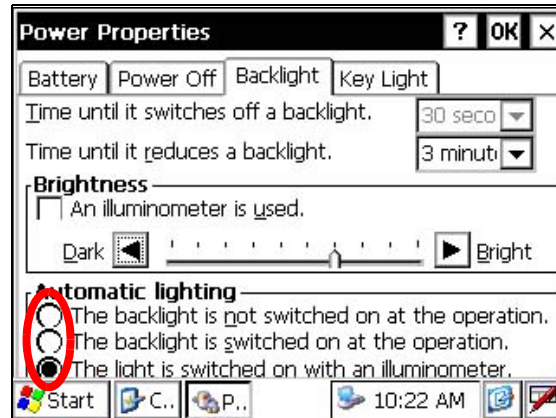 Power Properties ? OK ×
Battery Power Off Backlight Key Light
Time until it switches off a backlight. 30 seco
Time until it reduces a backlight. 3 minut
Brightness
An illuminometer is used.
Dark Bright
Automatic lighting
The backlight is not switched on at the operation.
The backlight is switched on at the operation.
The light is switched on with an illuminometer.
Start C.. P.. 10:22 AM